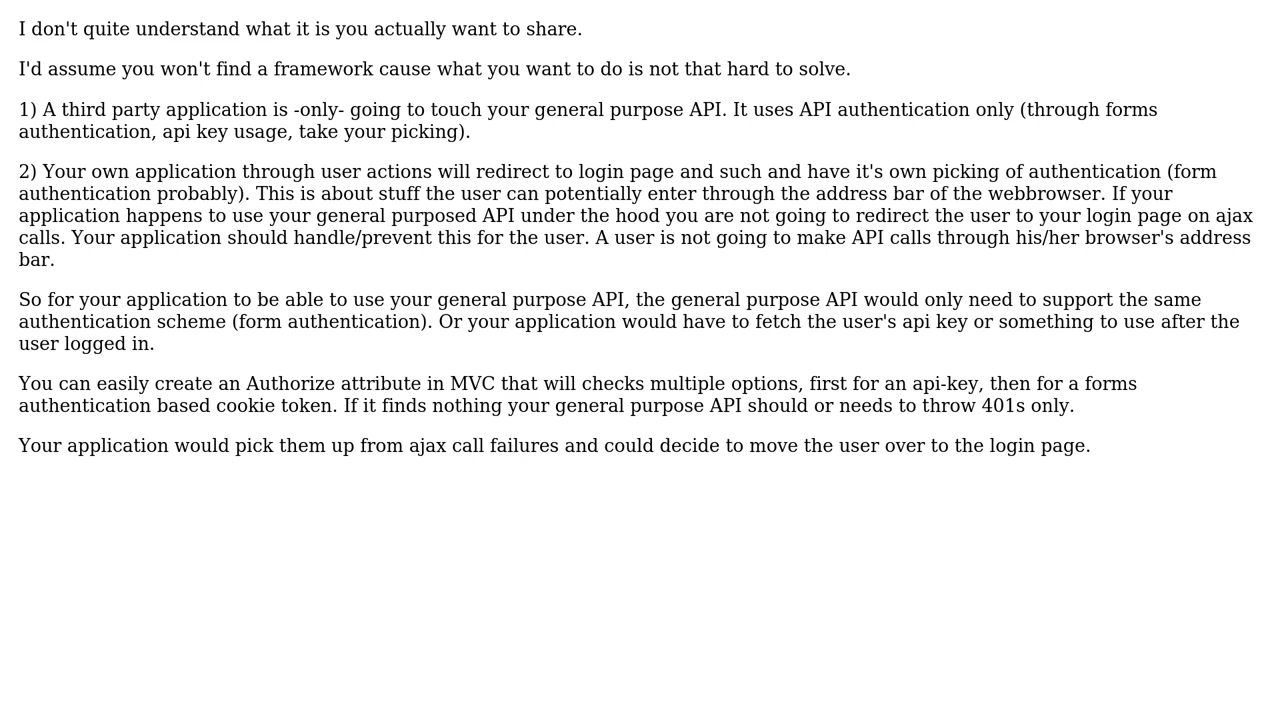 I don't quite understand what it is you actually want to share.
I'd assume you won't find a framework cause what you want to do is not that hard to solve.
1) A third party application is -only- going to touch your general purpose API. It uses API authentication only (through forms
authentication, api key usage, take your picking).
2) Your own application through user actions will redirect to login page and such and have it's own picking of authentication (form
authentication probably). This is about stuff the user can potentially enter through the address bar of the webbrowser. If your
application happens to use your general purposed API under the hood you are not going to redirect the user to your login page on ajax
calls. Your application should handle/prevent this for the user. A user is not going to make API calls through his/her browser's address
bar.
So for your application to be able to use your general purpose API, the general purpose API would only need to support the same
authentication scheme (form authentication). Or your application would have to fetch the user's api key or something to use after the
user logged in.
You can easily create an Authorize attribute in MVC that will checks multiple options, first for an api-key, then for a forms
authentication based cookie token. If it finds nothing your general purpose API should or needs to throw 401s only.
Your application would pick them up from ajax call failures and could decide to move the user over to the login page.